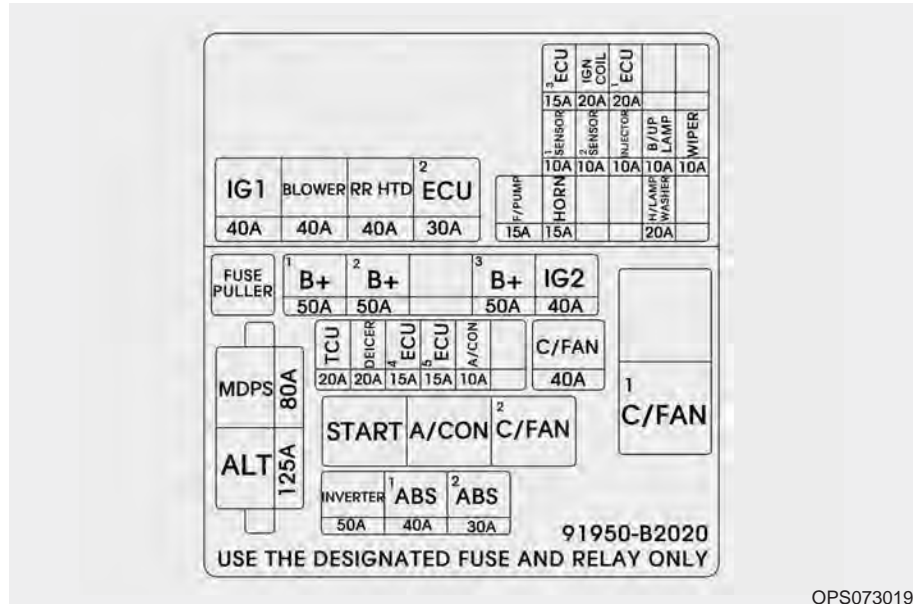 3 ECU
IGN COIL
1 ECU
15A 20A 20A
1 SENSOR
2 SENSOR
INJECTOR
B/UP LAMP
WIPER
10A 10A 10A 10A 10A
F/PUMP
HORN
H/LAMP WASHER
15A 15A 20A
IG1 BLOWER RR HTD 2 ECU
40A 40A 40A 30A
FUSE
PULLER
1 B+ 2 B+ 3 B+ IG2
50A 50A 50A 40A
TCU
DEICER
4 ECU
5 ECU
A/CON
20A 20A 15A 15A 10A
C/FAN
40A
1
C/FAN
MDPS 80A
ALT 125A
START A/CON 2 C/FAN
INVERTER 1 ABS 2 ABS
50A 40A 30A
91950-B2020
USE THE DESIGNATED FUSE AND RELAY ONLY
OPS073019